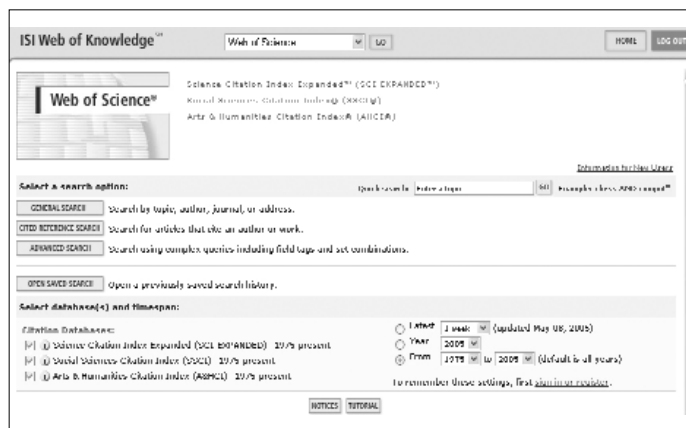 ISI Web of Knowledge℠
Web of Science GO HOME LOG OUT
Web of Science®
Science Citation Index Expanded™ (SCI EXPANDED™)
Social Sciences Citation Index® (SSCI®)
Arts & Humanities Citation Index® (A&HCI®)
Information for New Users
Select a search option: Quick search: Enter a topic GO Example: chess AND comput*
GENERAL SEARCH Search by topic, author, journal, or address.
CITED REFERENCE SEARCH Search for articles that cite an author or work.
ADVANCED SEARCH Search using complex queries including field tags and set combinations.
OPEN SAVED SEARCH Open a previously saved search history.
Select database(s) and timespan:
Citation Databases:
Science Citation Index Expanded (SCI EXPANDED) 1975 present
Social Sciences Citation Index (SSCI) 1975 present
Arts & Humanities Citation Index (A&HCI) 1975 present
Latest 1 week (updated May 08, 2005)
Year 2005
From 1975 to 2005 (default is all years)
To remember these settings, first sign in or register.
NOTICES TUTORIAL